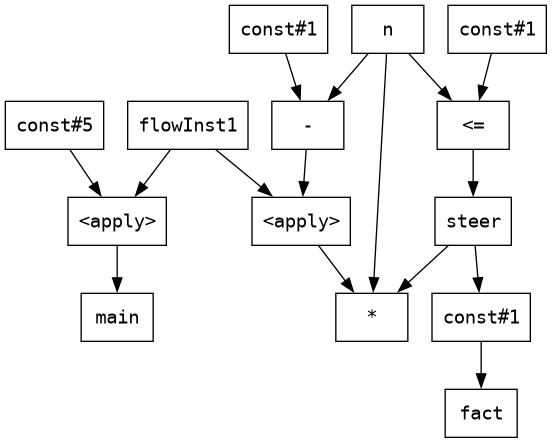 const#1
n
const#1
const#5
flowInst1
-
<=
<apply>
<apply>
steer
main
*
const#1
fact